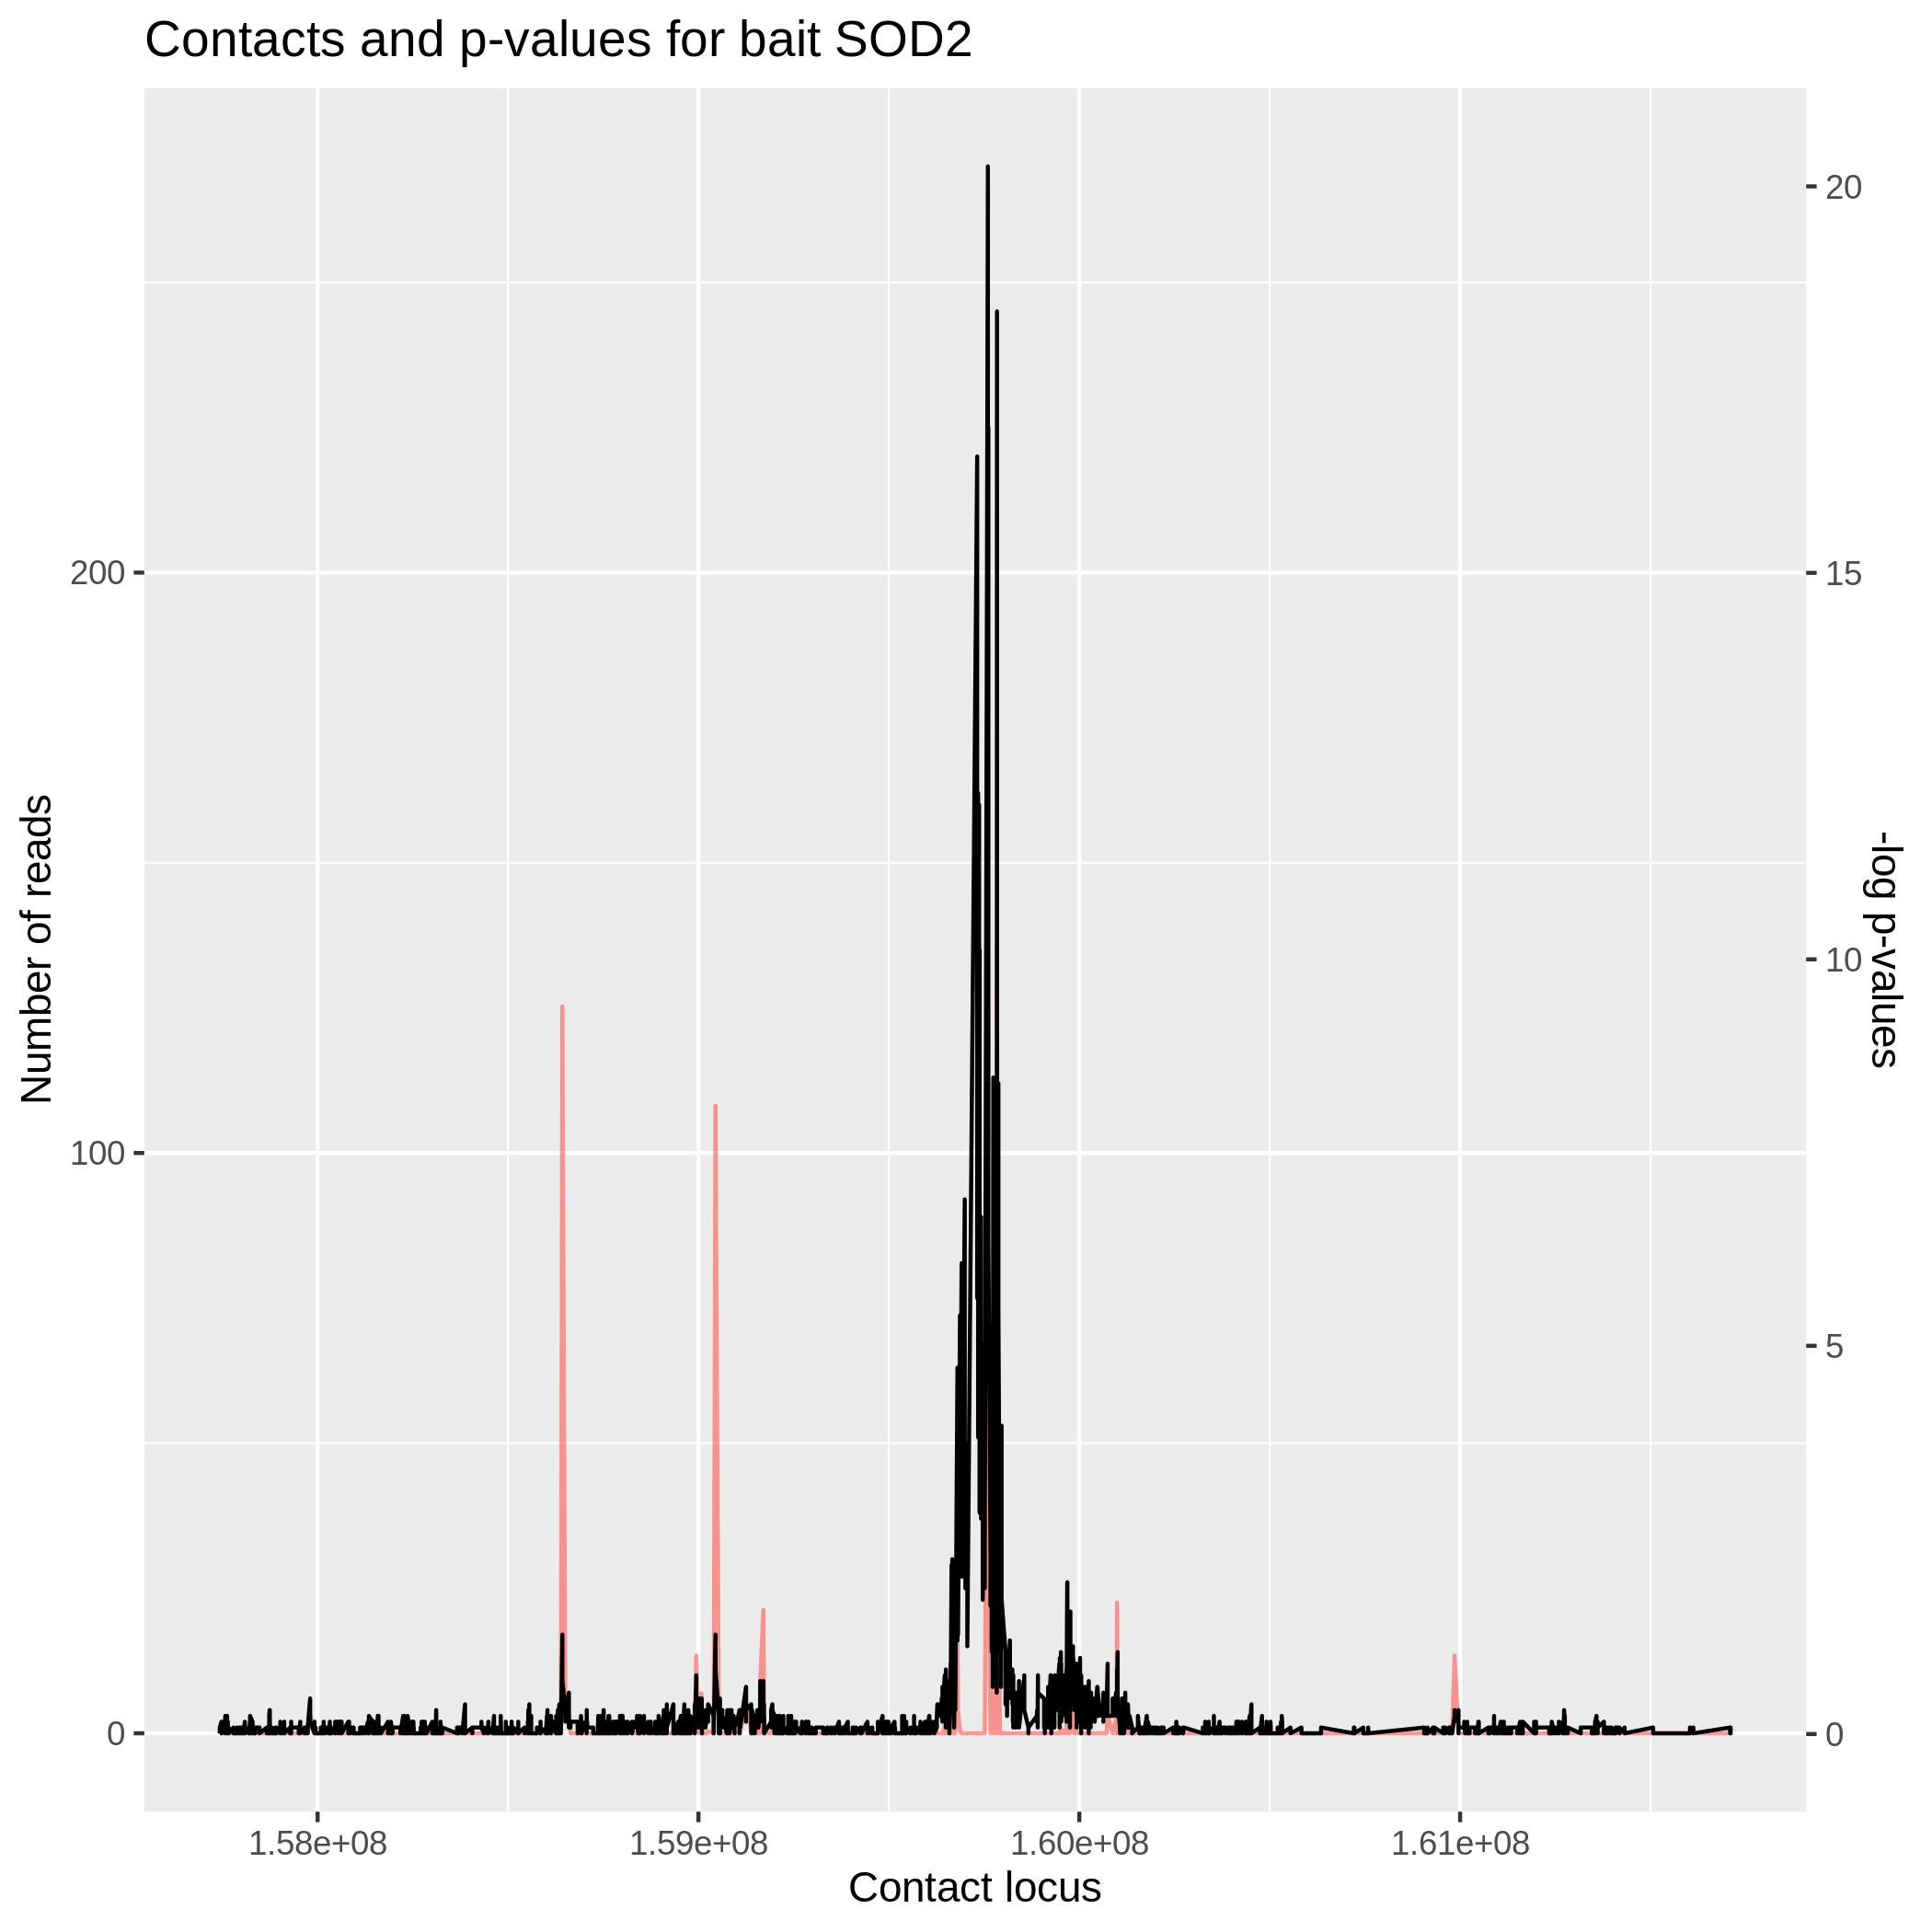 Contacts and p-values for bait SOD2
Number of reads
200
100
0
20
15
10
5
0
-log p-values
1.58e+08
1.59e+08
1.60e+08
1.61e+08
Contact locus